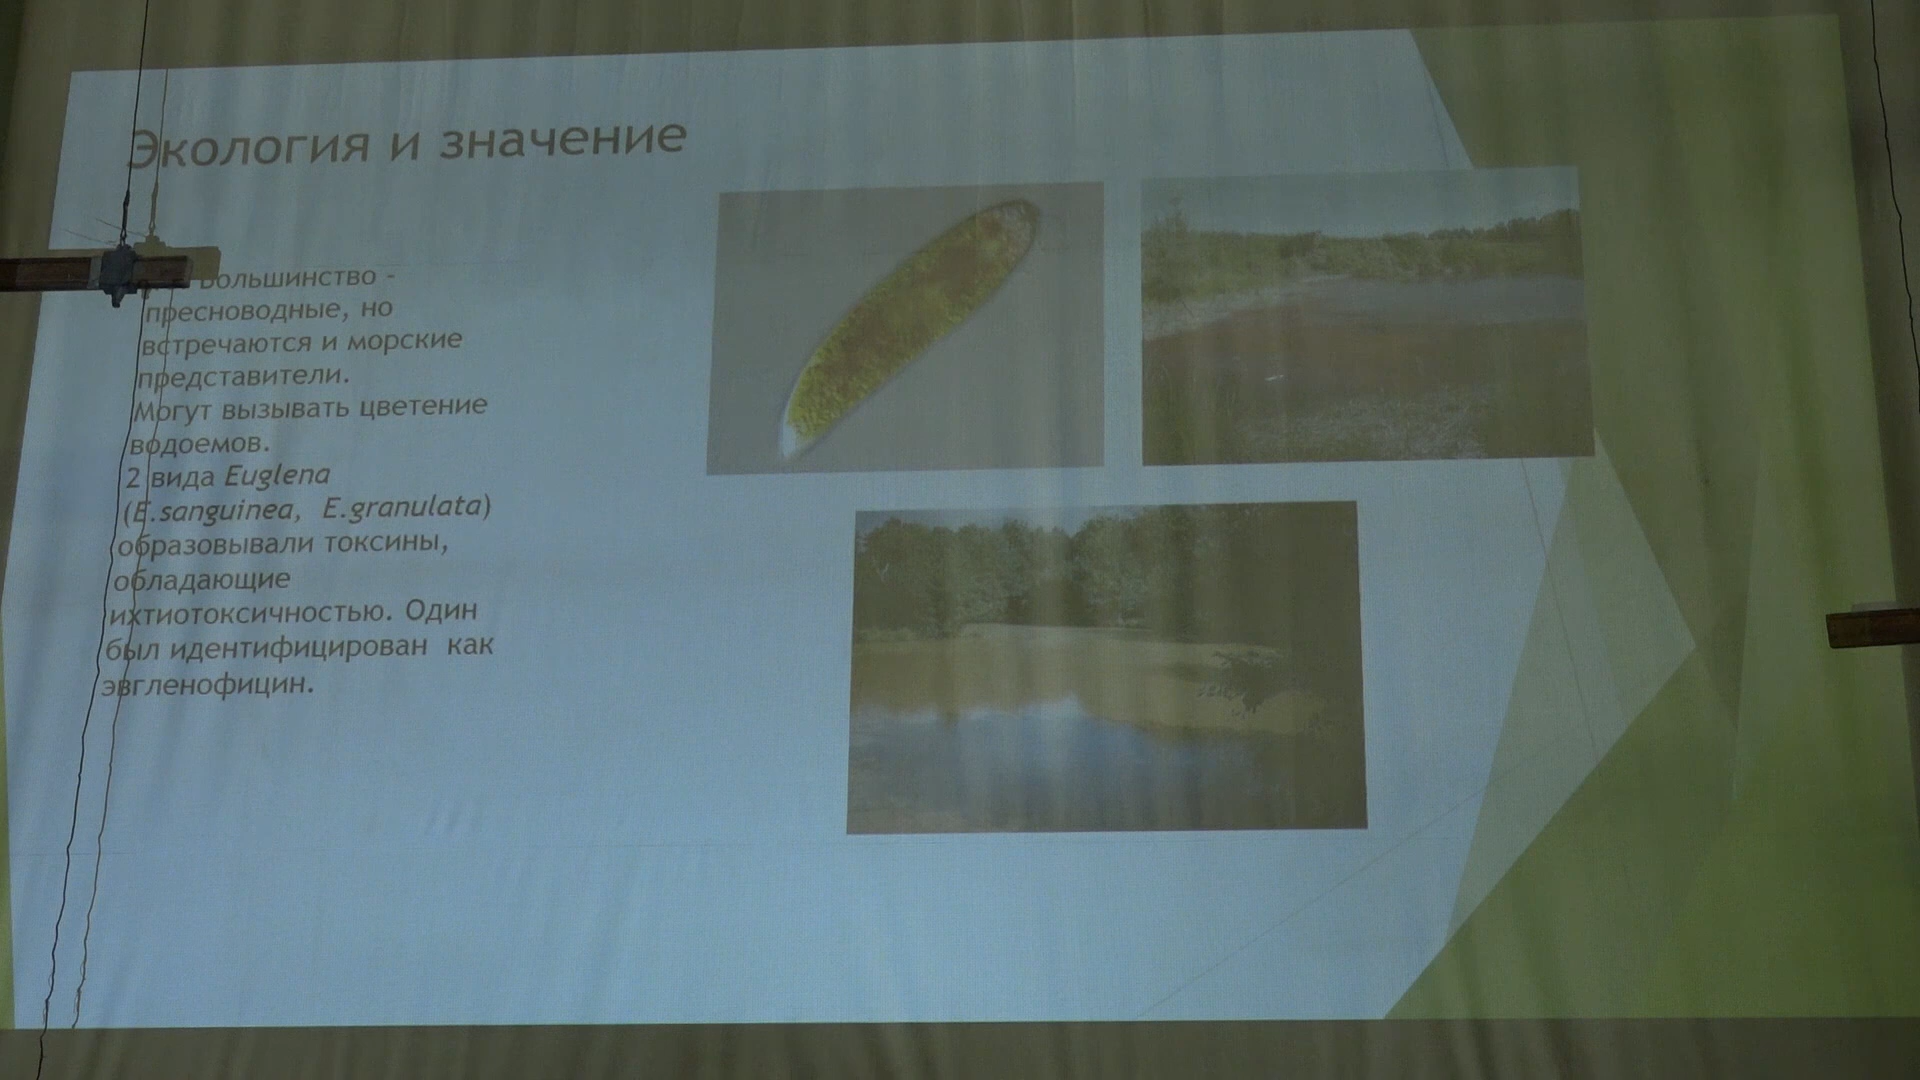 Экология и значение
Большинство -
пресноводные, но
встречаются и морские
представители.
Могут вызывать цветение
водоемов.
2 вида Euglena
(E.sanguinea, E.granulata)
образовывали токсины,
обладающие
ихтиотоксичностью. Один
был идентифицирован как
эвгленофицин.